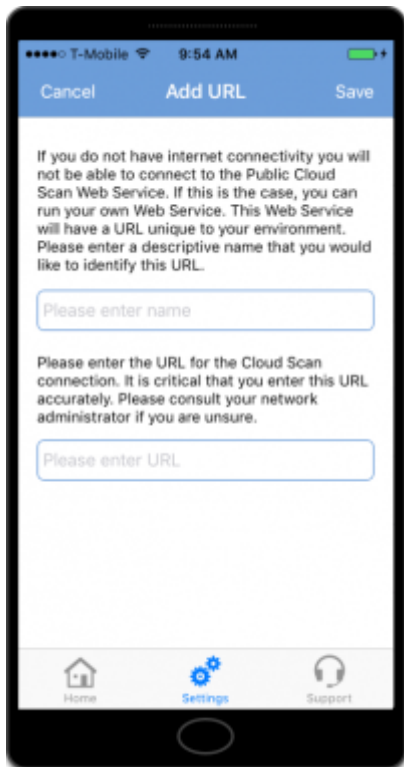 ●●●●○ T-Mobile 9:54 AM
Cancel Add URL Save
If you do not have internet connectivity you will
not be able to connect to the Public Cloud
Scan Web Service. If this is the case, you can
run your own Web Service. This Web Service
will have a URL unique to your environment.
Please enter a descriptive name that you would
like to identify this URL.
Please enter name
Please enter the URL for the Cloud Scan
connection. It is critical that you enter this URL
accurately. Please consult your network
administrator if you are unsure.
Please enter URL
Home Settings Support